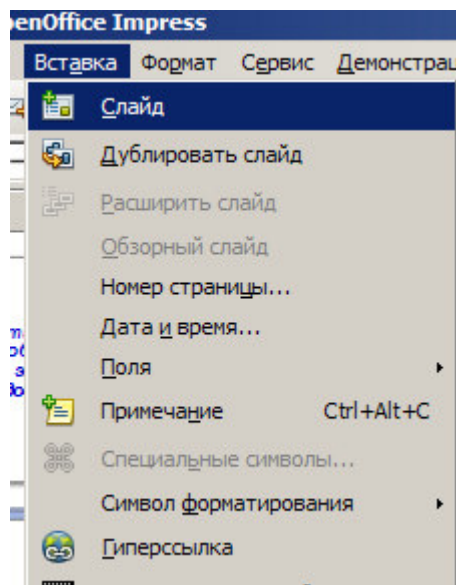 enOffice Impress
Вставка Формат Сервис Демонстрац
Слайд
Дублировать слайд
Расширить слайд
Обзорный слайд
Номер страницы...
Дата и время...
Поля
Примечание Ctrl+Alt+C
Специальные символы...
Символ форматирования
Гиперссылка